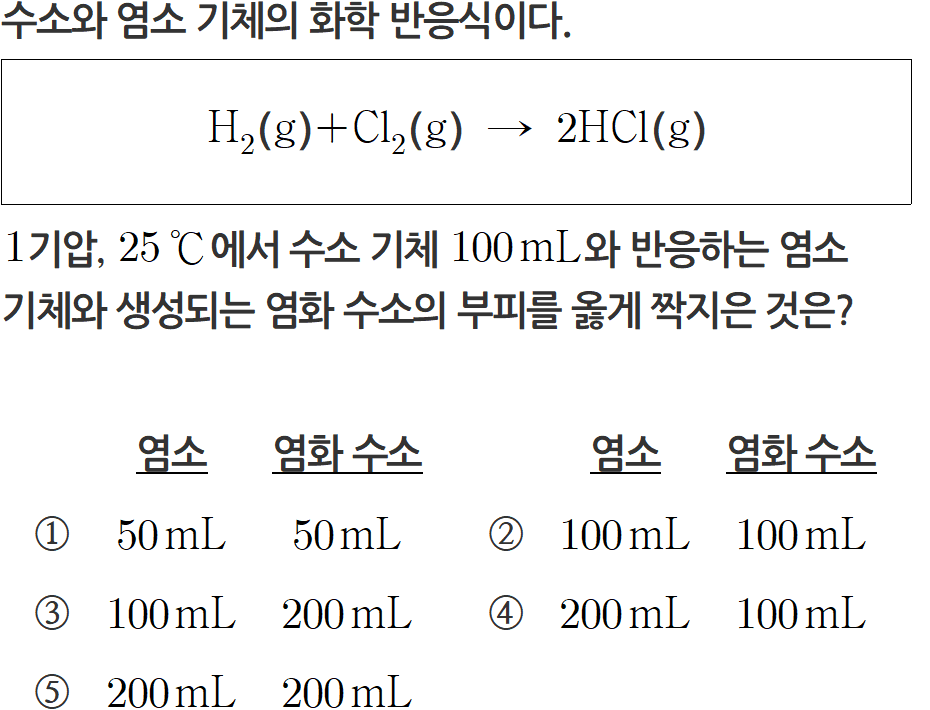 수소와 염소 기체의 화학 반응식이다.
H₂(g)+Cl₂(g) → 2HCl(g)
1기압, 25 ℃에서 수소 기체 100 mL와 반응하는 염소
기체와 생성되는 염화 수소의 부피를 옳게 짝지은 것은?
염소 염화 수소 염소 염화 수소
① 50 mL 50 mL ② 100 mL 100 mL
③ 100 mL 200 mL ④ 200 mL 100 mL
⑤ 200 mL 200 mL